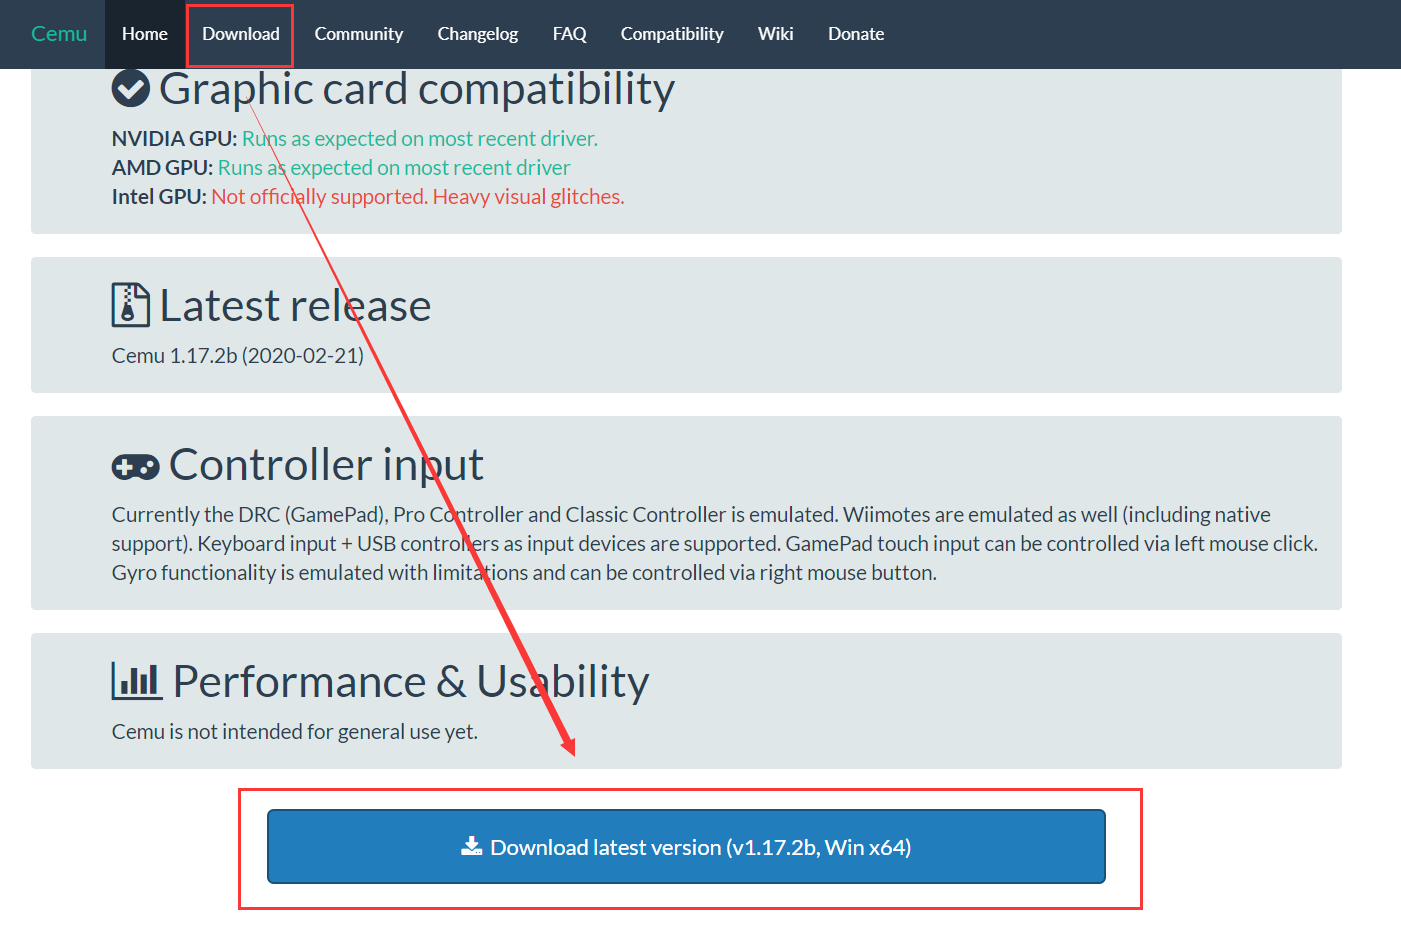 Cemu Home Download Community Changelog FAQ Compatibility Wiki Donate
Graphic card compatibility
NVIDIA GPU: Runs as expected on most recent driver.
AMD GPU: Runs as expected on most recent driver
Intel GPU: Not officially supported. Heavy visual glitches.
Latest release
Cemu 1.17.2b (2020-02-21)
Controller input
Currently the DRC (GamePad), Pro Controller and Classic Controller is emulated. Wiimotes are emulated as well (including native
support). Keyboard input + USB controllers as input devices are supported. GamePad touch input can be controlled via left mouse click.
Gyro functionality is emulated with limitations and can be controlled via right mouse button.
Performance & Usability
Cemu is not intended for general use yet.
Download latest version (v1.17.2b, Win x64)